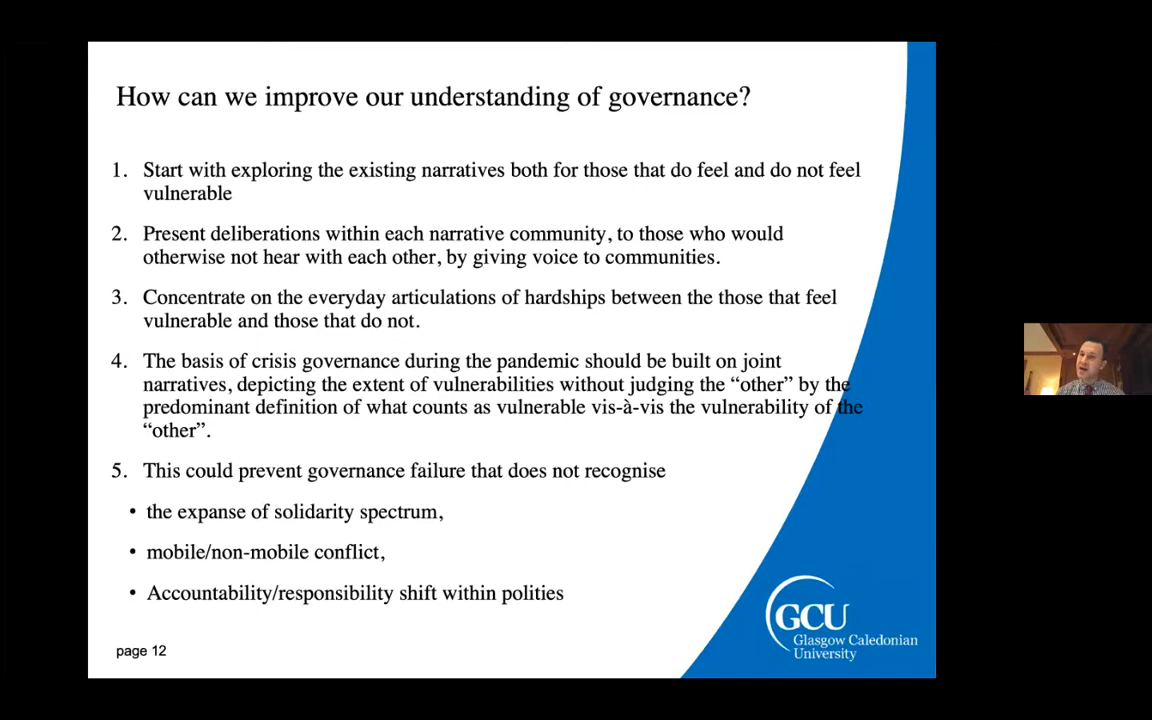 How can we improve our understanding of governance?
1. Start with exploring the existing narratives both for those that do feel and do not feel
vulnerable
2. Present deliberations within each narrative community, to those who would
otherwise not hear with each other, by giving voice to communities.
3. Concentrate on the everyday articulations of hardships between the those that feel
vulnerable and those that do not.
4. The basis of crisis governance during the pandemic should be built on joint
narratives, depicting the extent of vulnerabilities without judging the “other” by the
predominant definition of what counts as vulnerable vis-à-vis the vulnerability of the
“other”.
5. This could prevent governance failure that does not recognise
• the expanse of solidarity spectrum,
• mobile/non-mobile conflict,
• Accountability/responsibility shift within polities
GCU
Glasgow Caledonian
University
page 12